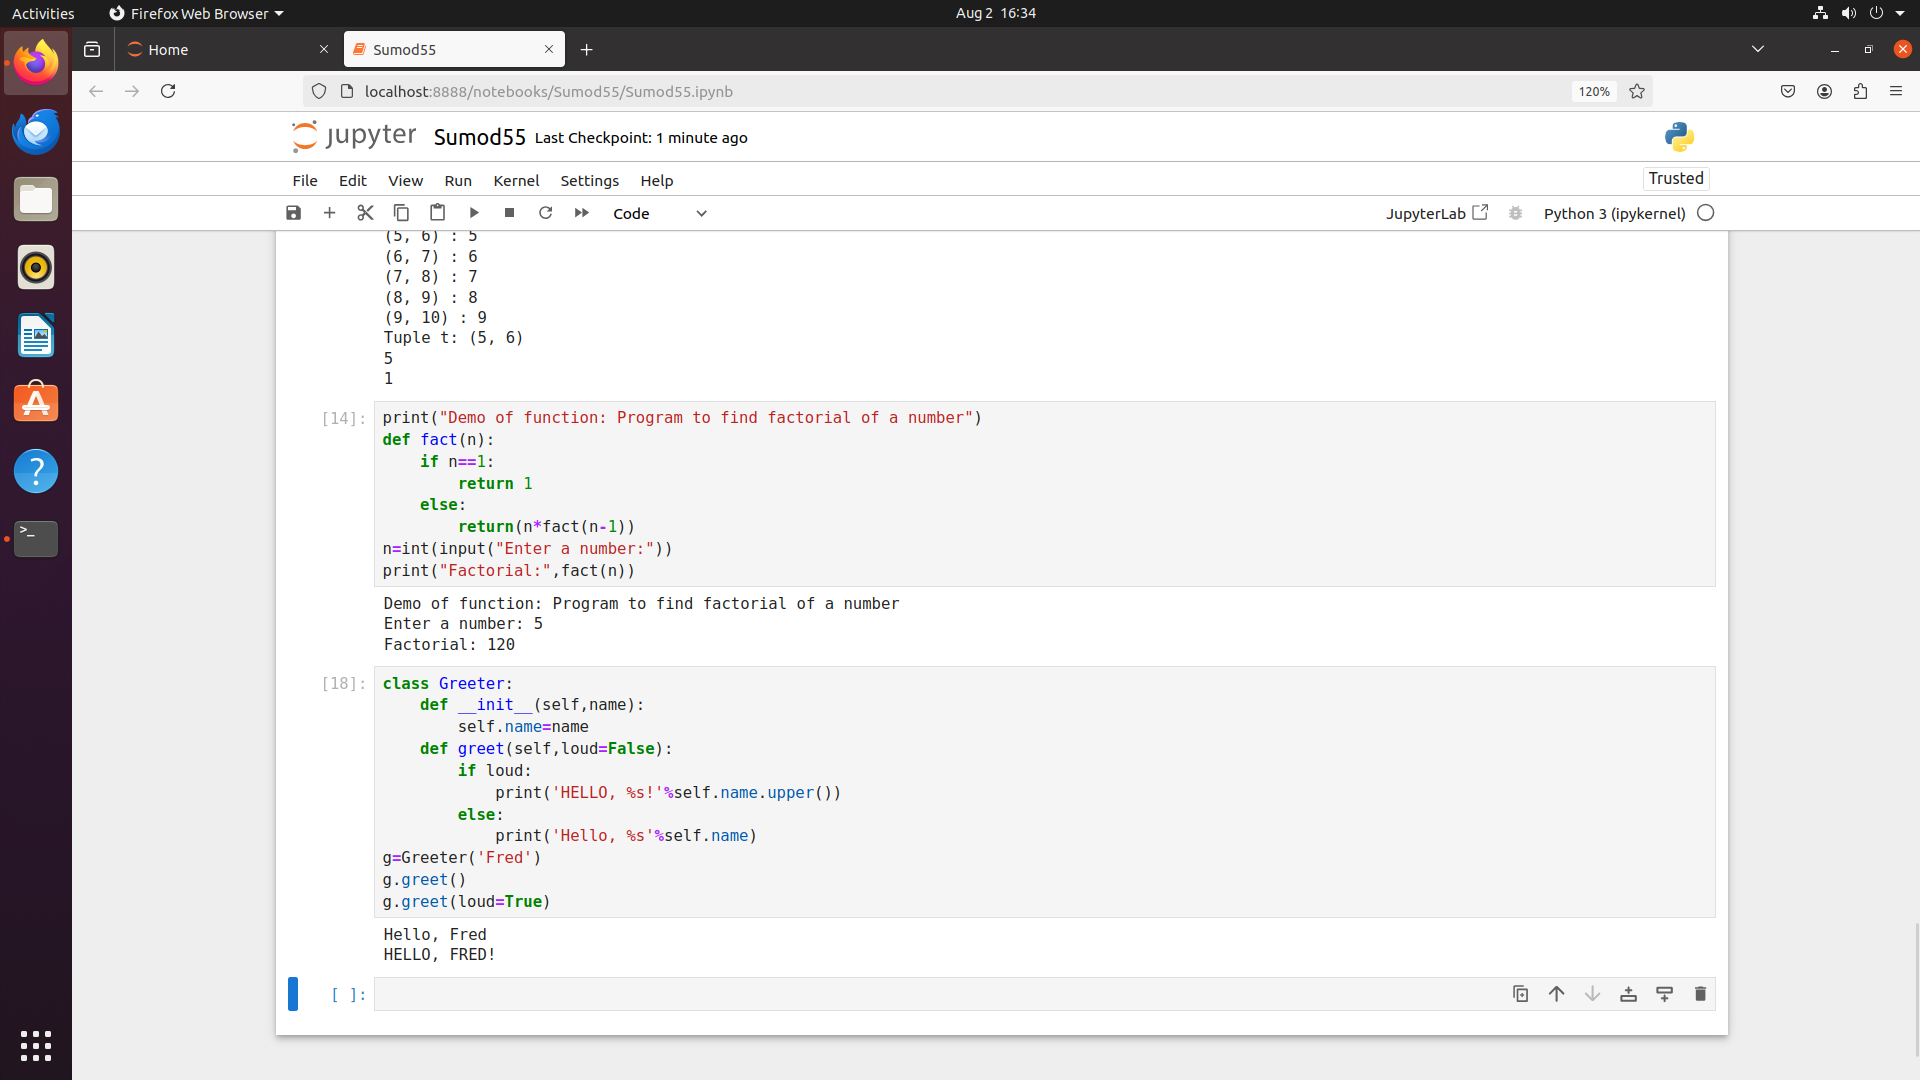 Activities
Firefox Web Browser
Aug 2 16:34
Home
Sumod55
localhost:8888/notebooks/Sumod55/Sumod55.ipynb
120%
jupyter
Sumod55
Last Checkpoint: 1 minute ago
File Edit View Run Kernel Settings Help
Trusted
Code
JupyterLab
Python 3 (ipykernel)
(5, 6) : 5
(6, 7) : 6
(7, 8) : 7
(8, 9) : 8
(9, 10) : 9
Tuple t: (5, 6)
5
1
[14]:
print("Demo of function: Program to find factorial of a number")
def fact(n):
    if n==1:
        return 1
    else:
        return(n*fact(n-1))
n=int(input("Enter a number:"))
print("Factorial:",fact(n))
Demo of function: Program to find factorial of a number
Enter a number: 5
Factorial: 120
[18]:
class Greeter:
    def __init__(self,name):
        self.name=name
    def greet(self,loud=False):
        if loud:
            print('HELLO, %s!'%self.name.upper())
        else:
            print('Hello, %s'%self.name)
g=Greeter('Fred')
g.greet()
g.greet(loud=True)
Hello, Fred
HELLO, FRED!
[ ]: